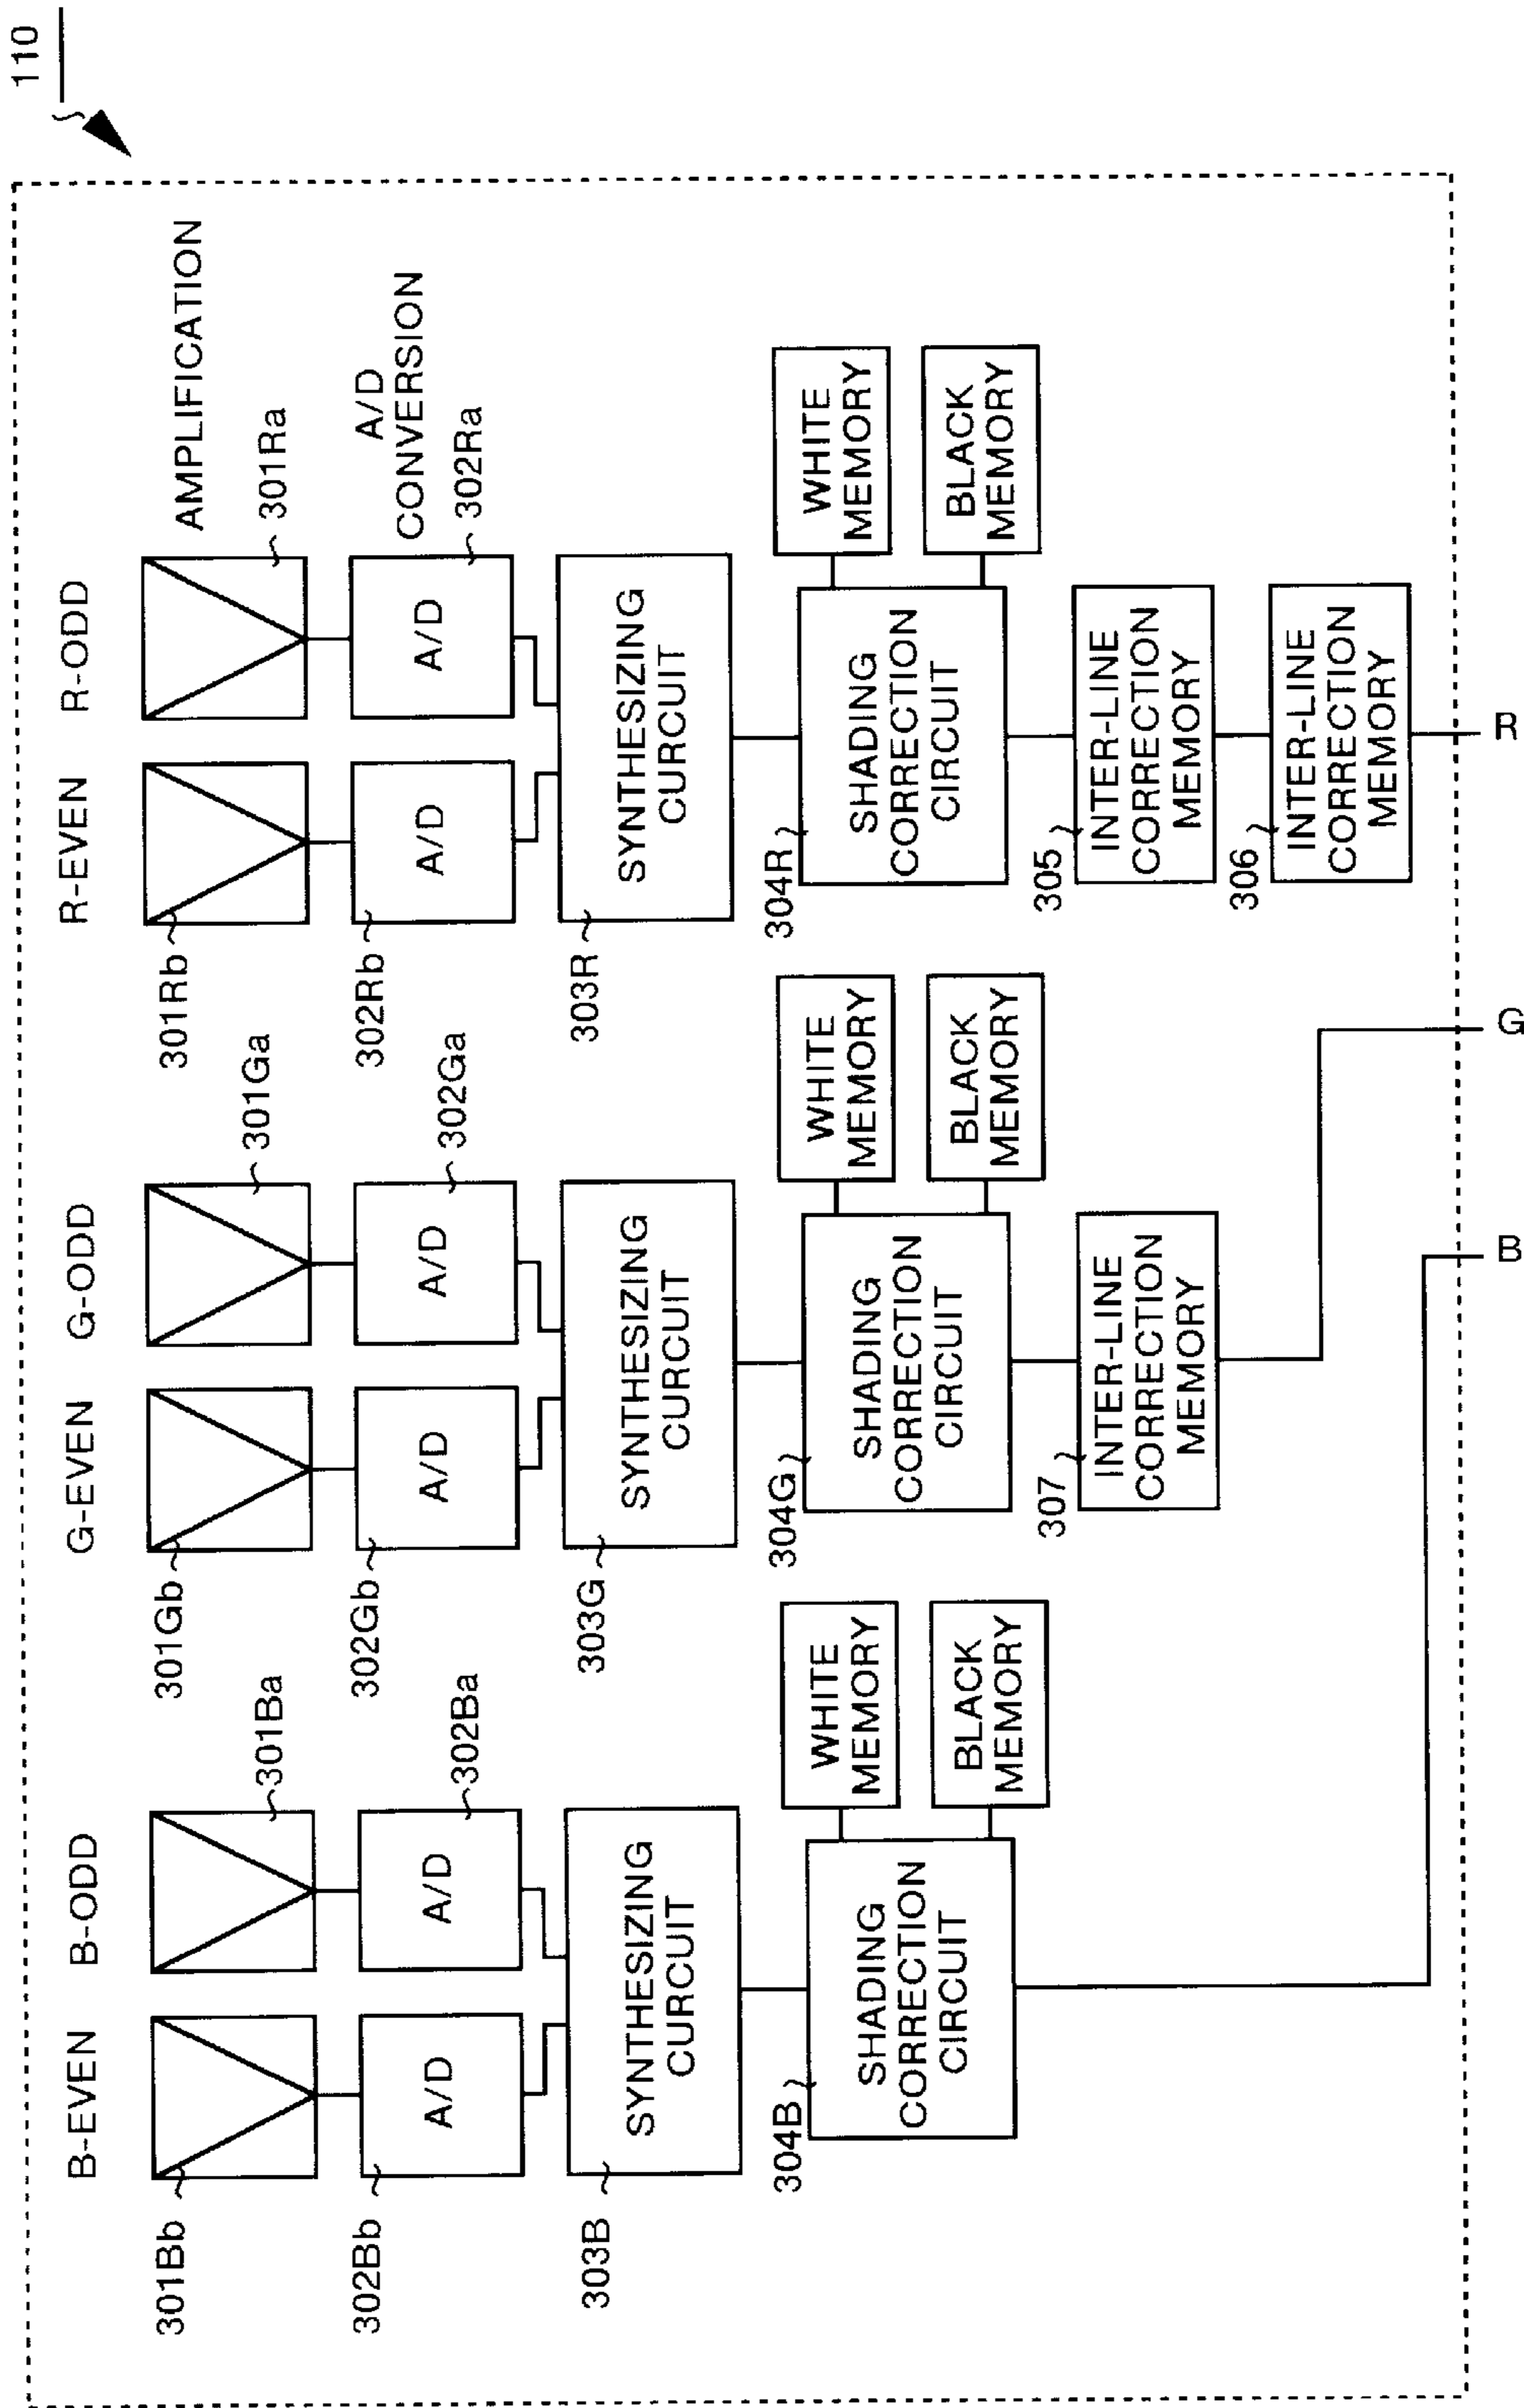 110
B-EVEN
B-ODD
G-EVEN
G-ODD
R-EVEN
R-ODD
AMPLIFICATION
301Bb
301Ba
301Gb
301Ga
301Rb
301Ra
A/D
CONVERSION
302Bb
A/D
A/D
302Ba
302Gb
A/D
A/D
302Ga
302Rb
A/D
A/D
302Ra
303B
SYNTHESIZING
CURCUIT
303G
SYNTHESIZING
CURCUIT
303R
SYNTHESIZING
CURCUIT
304B
SHADING
CORRECTION
CIRCUIT
WHITE
MEMORY
BLACK
MEMORY
304G
SHADING
CORRECTION
CIRCUIT
WHITE
MEMORY
BLACK
MEMORY
304R
SHADING
CORRECTION
CIRCUIT
WHITE
MEMORY
BLACK
MEMORY
307
INTER-LINE
CORRECTION
MEMORY
305
INTER-LINE
CORRECTION
MEMORY
306
INTER-LINE
CORRECTION
MEMORY
B
G
R